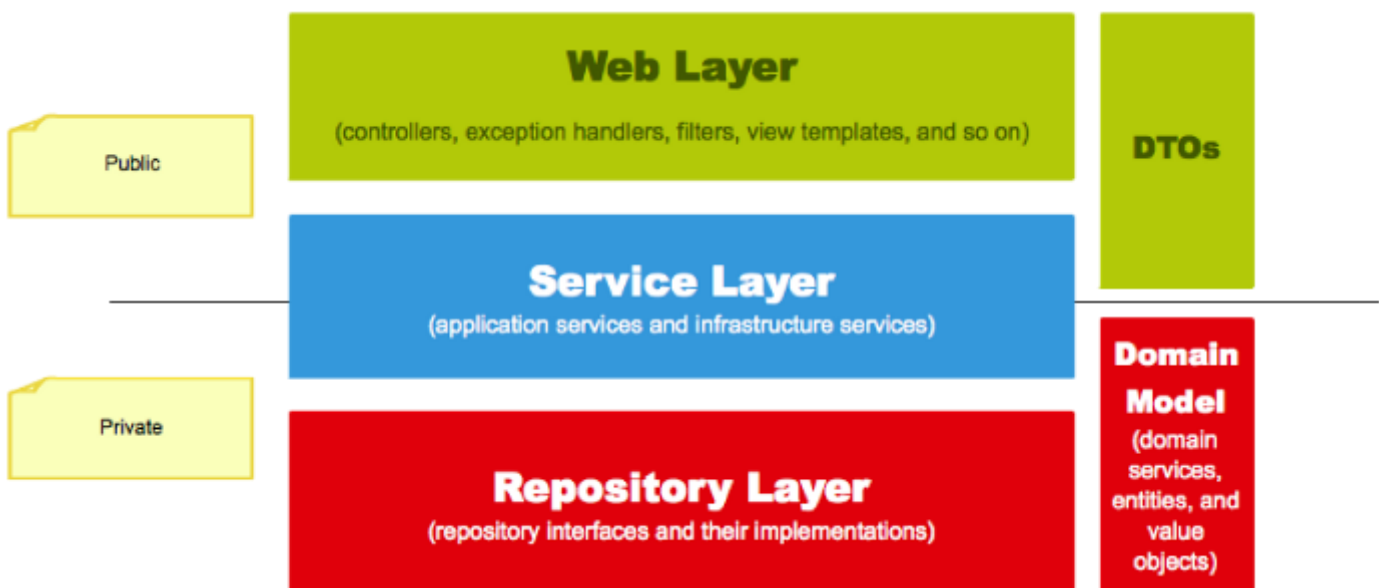 Web Layer
(controllers, exception handlers, filters, view templates, and so on)
DTOs
Public
Service Layer
(application services and infrastructure services)
Private
Repository Layer
(repository interfaces and their implementations)
Domain
Model
(domain
services,
entities, and
value
objects)